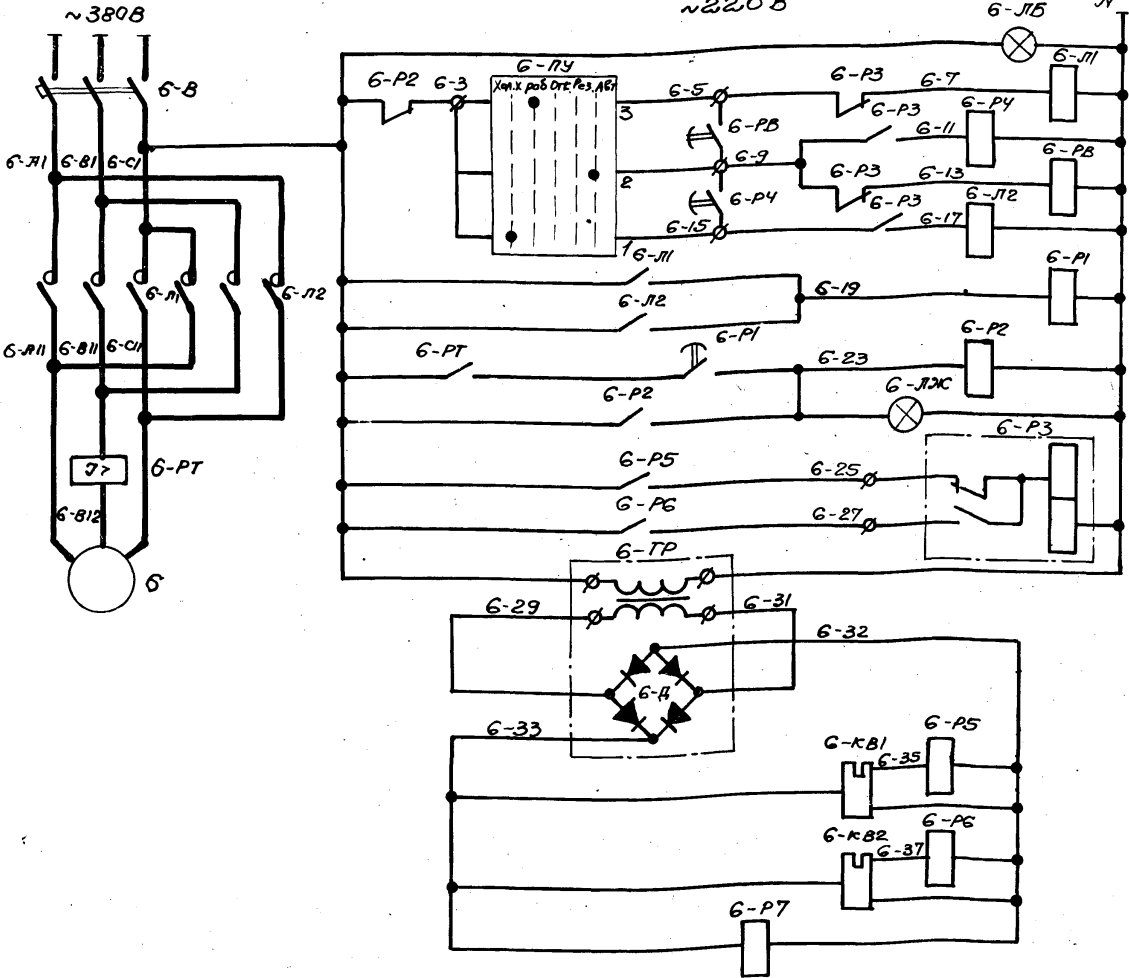 ~380В
~220В
N
6-ЛБ
6-В
6-Р2
6-3
6-ПУ
Хол.Х раб Отк Рез. АВт
3
2
1
6-5
6-Р3
6-7
6-Л1
6-РВ
6-Р3
6-11
6-Р4
6-9
6-Р3
6-13
6-РВ
6-Р4
6-15
6-Р3
6-17
6-Л2
6-А1
6-В1
6-С1
6-Л1
6-Л2
6-Л1
6-Л2
6-19
6-Р1
6-А11
6-В11
6-С11
6-РТ
6-Р1
6-23
6-Р2
6-Р2
6-ЛЖ
6-РТ
J>
6-В12
6
6-Р5
6-25
6-Р3
6-Р6
6-27
6-ТР
6-29
6-31
6-Д
6-32
6-33
6-КВ1
6-35
6-Р5
6-КВ2
6-37
6-Р6
6-Р7